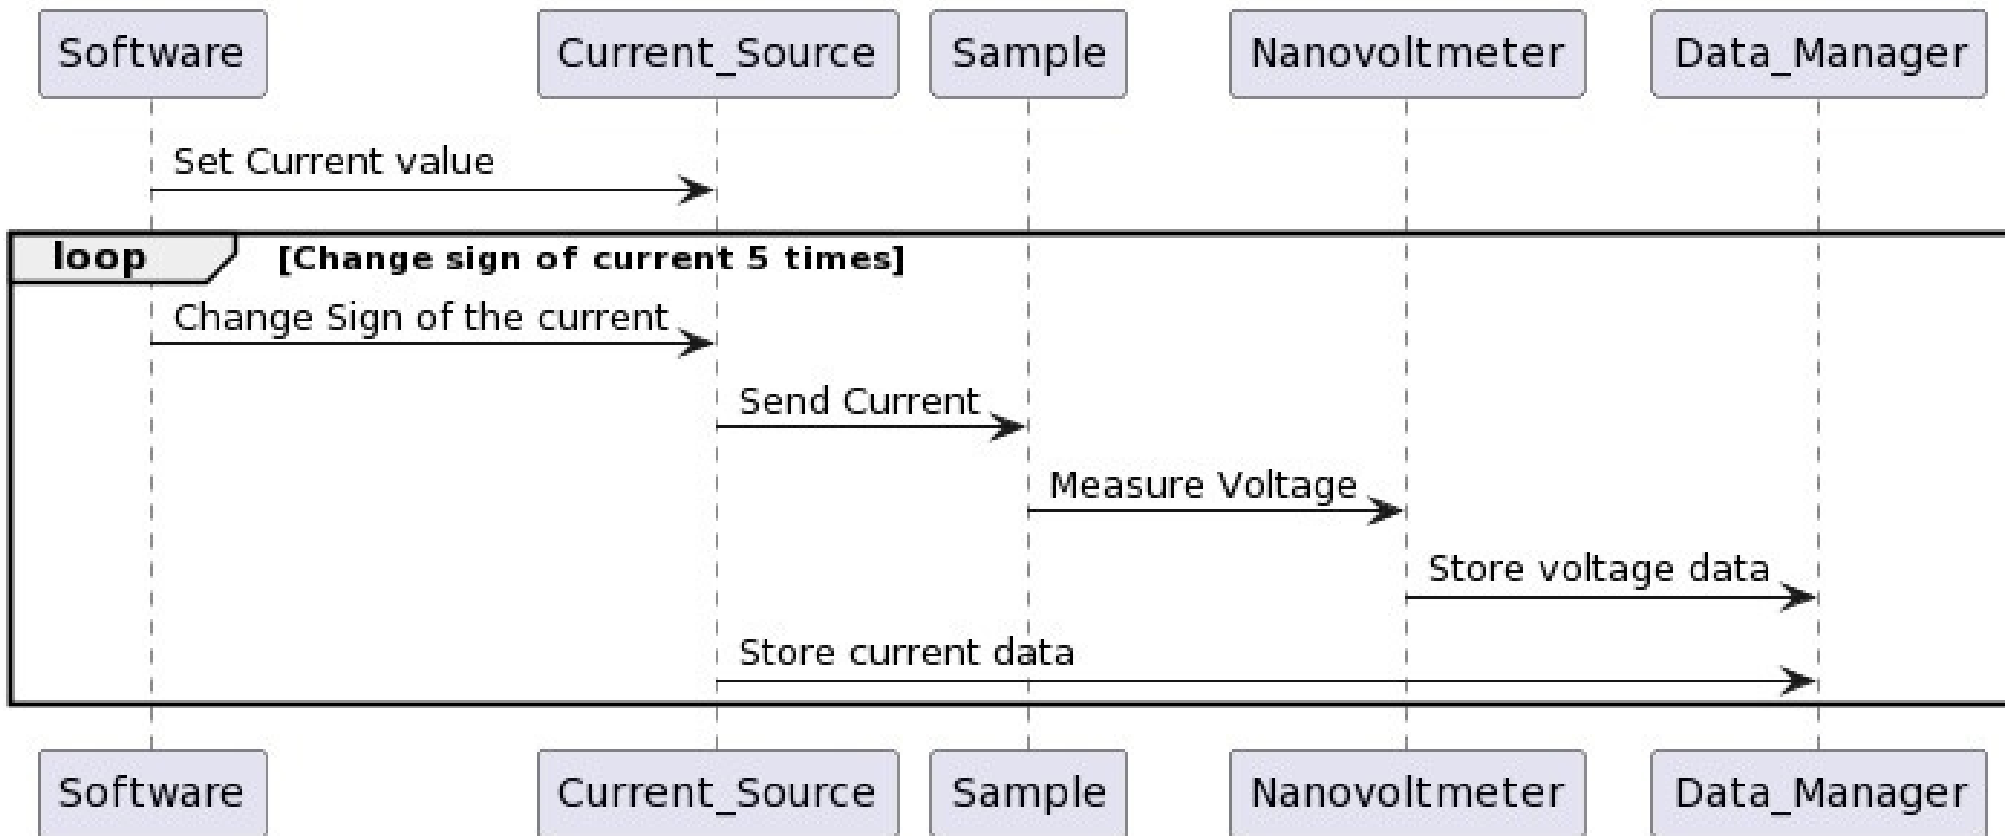 Software Current_Source Sample Nanovoltmeter Data_Manager
Set Current value
loop [Change sign of current 5 times]
Change Sign of the current
Send Current
Measure Voltage
Store voltage data
Store current data
Software Current_Source Sample Nanovoltmeter Data_Manager